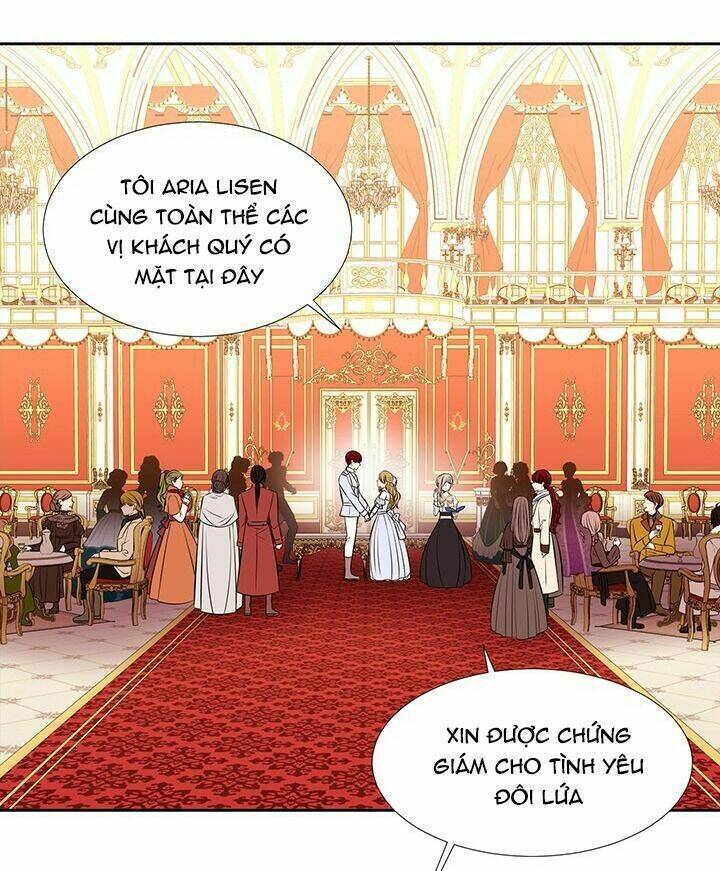 TÔI ARIA LISEN
CÙNG TOÀN THỂ CÁC
VỊ KHÁCH QUÝ CÓ
MẶT TẠI ĐÂY
XIN ĐƯỢC CHỨNG
GIÁM CHO TÌNH YÊU
ĐÔI LỨA